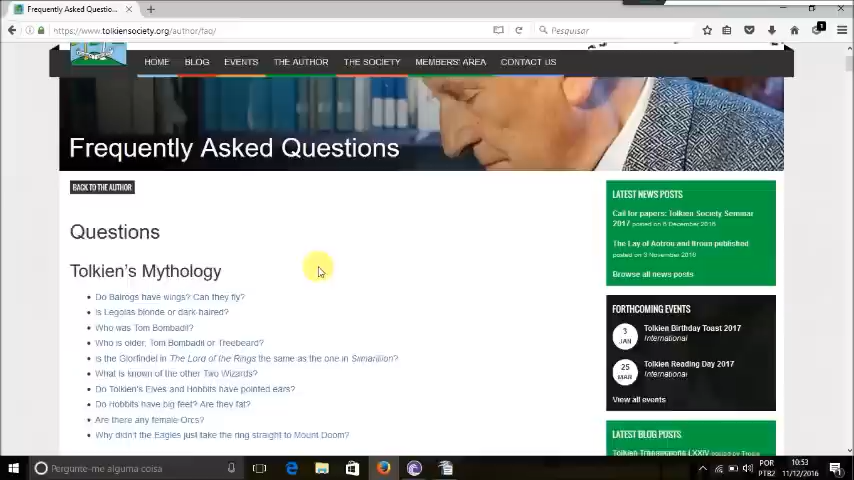 Frequently Asked Questio...
https://www.tolkiensociety.org/author/faq/
Pesquisar
HOME BLOG EVENTS THE AUTHOR THE SOCIETY MEMBERS' AREA CONTACT US
Frequently Asked Questions
BACK TO THE AUTHOR
Questions
Tolkien's Mythology
Do Balrogs have wings? Can they fly?
Is Legolas blonde or dark-haired?
Who was Tom Bombadil?
Who is older, Tom Bombadil or Treebeard?
Is the Glorfindel in The Lord of the Rings the same as the one in Simarillion?
What is known of the other Two Wizards?
Do Tolkien's Elves and Hobbits have pointed ears?
Do Hobbits have big feet? Are they fat?
Are there any female Orcs?
Why didn't the Eagles just take the ring straight to Mount Doom?
LATEST NEWS POSTS
Call for papers: Tolkien Society Seminar
2017 posted on 6 December 2016
The Lay of Aotrou and Itroun published
posted on 3 November 2016
Browse all news posts
FORTHCOMING EVENTS
3
JAN
Tolkien Birthday Toast 2017
International
25
MAR
Tolkien Reading Day 2017
International
View all events
LATEST BLOG POSTS
Tolkien Transcripts LXXIV
Pergunte-me alguma coisa
POR
PTB2
10:53
11/12/2016